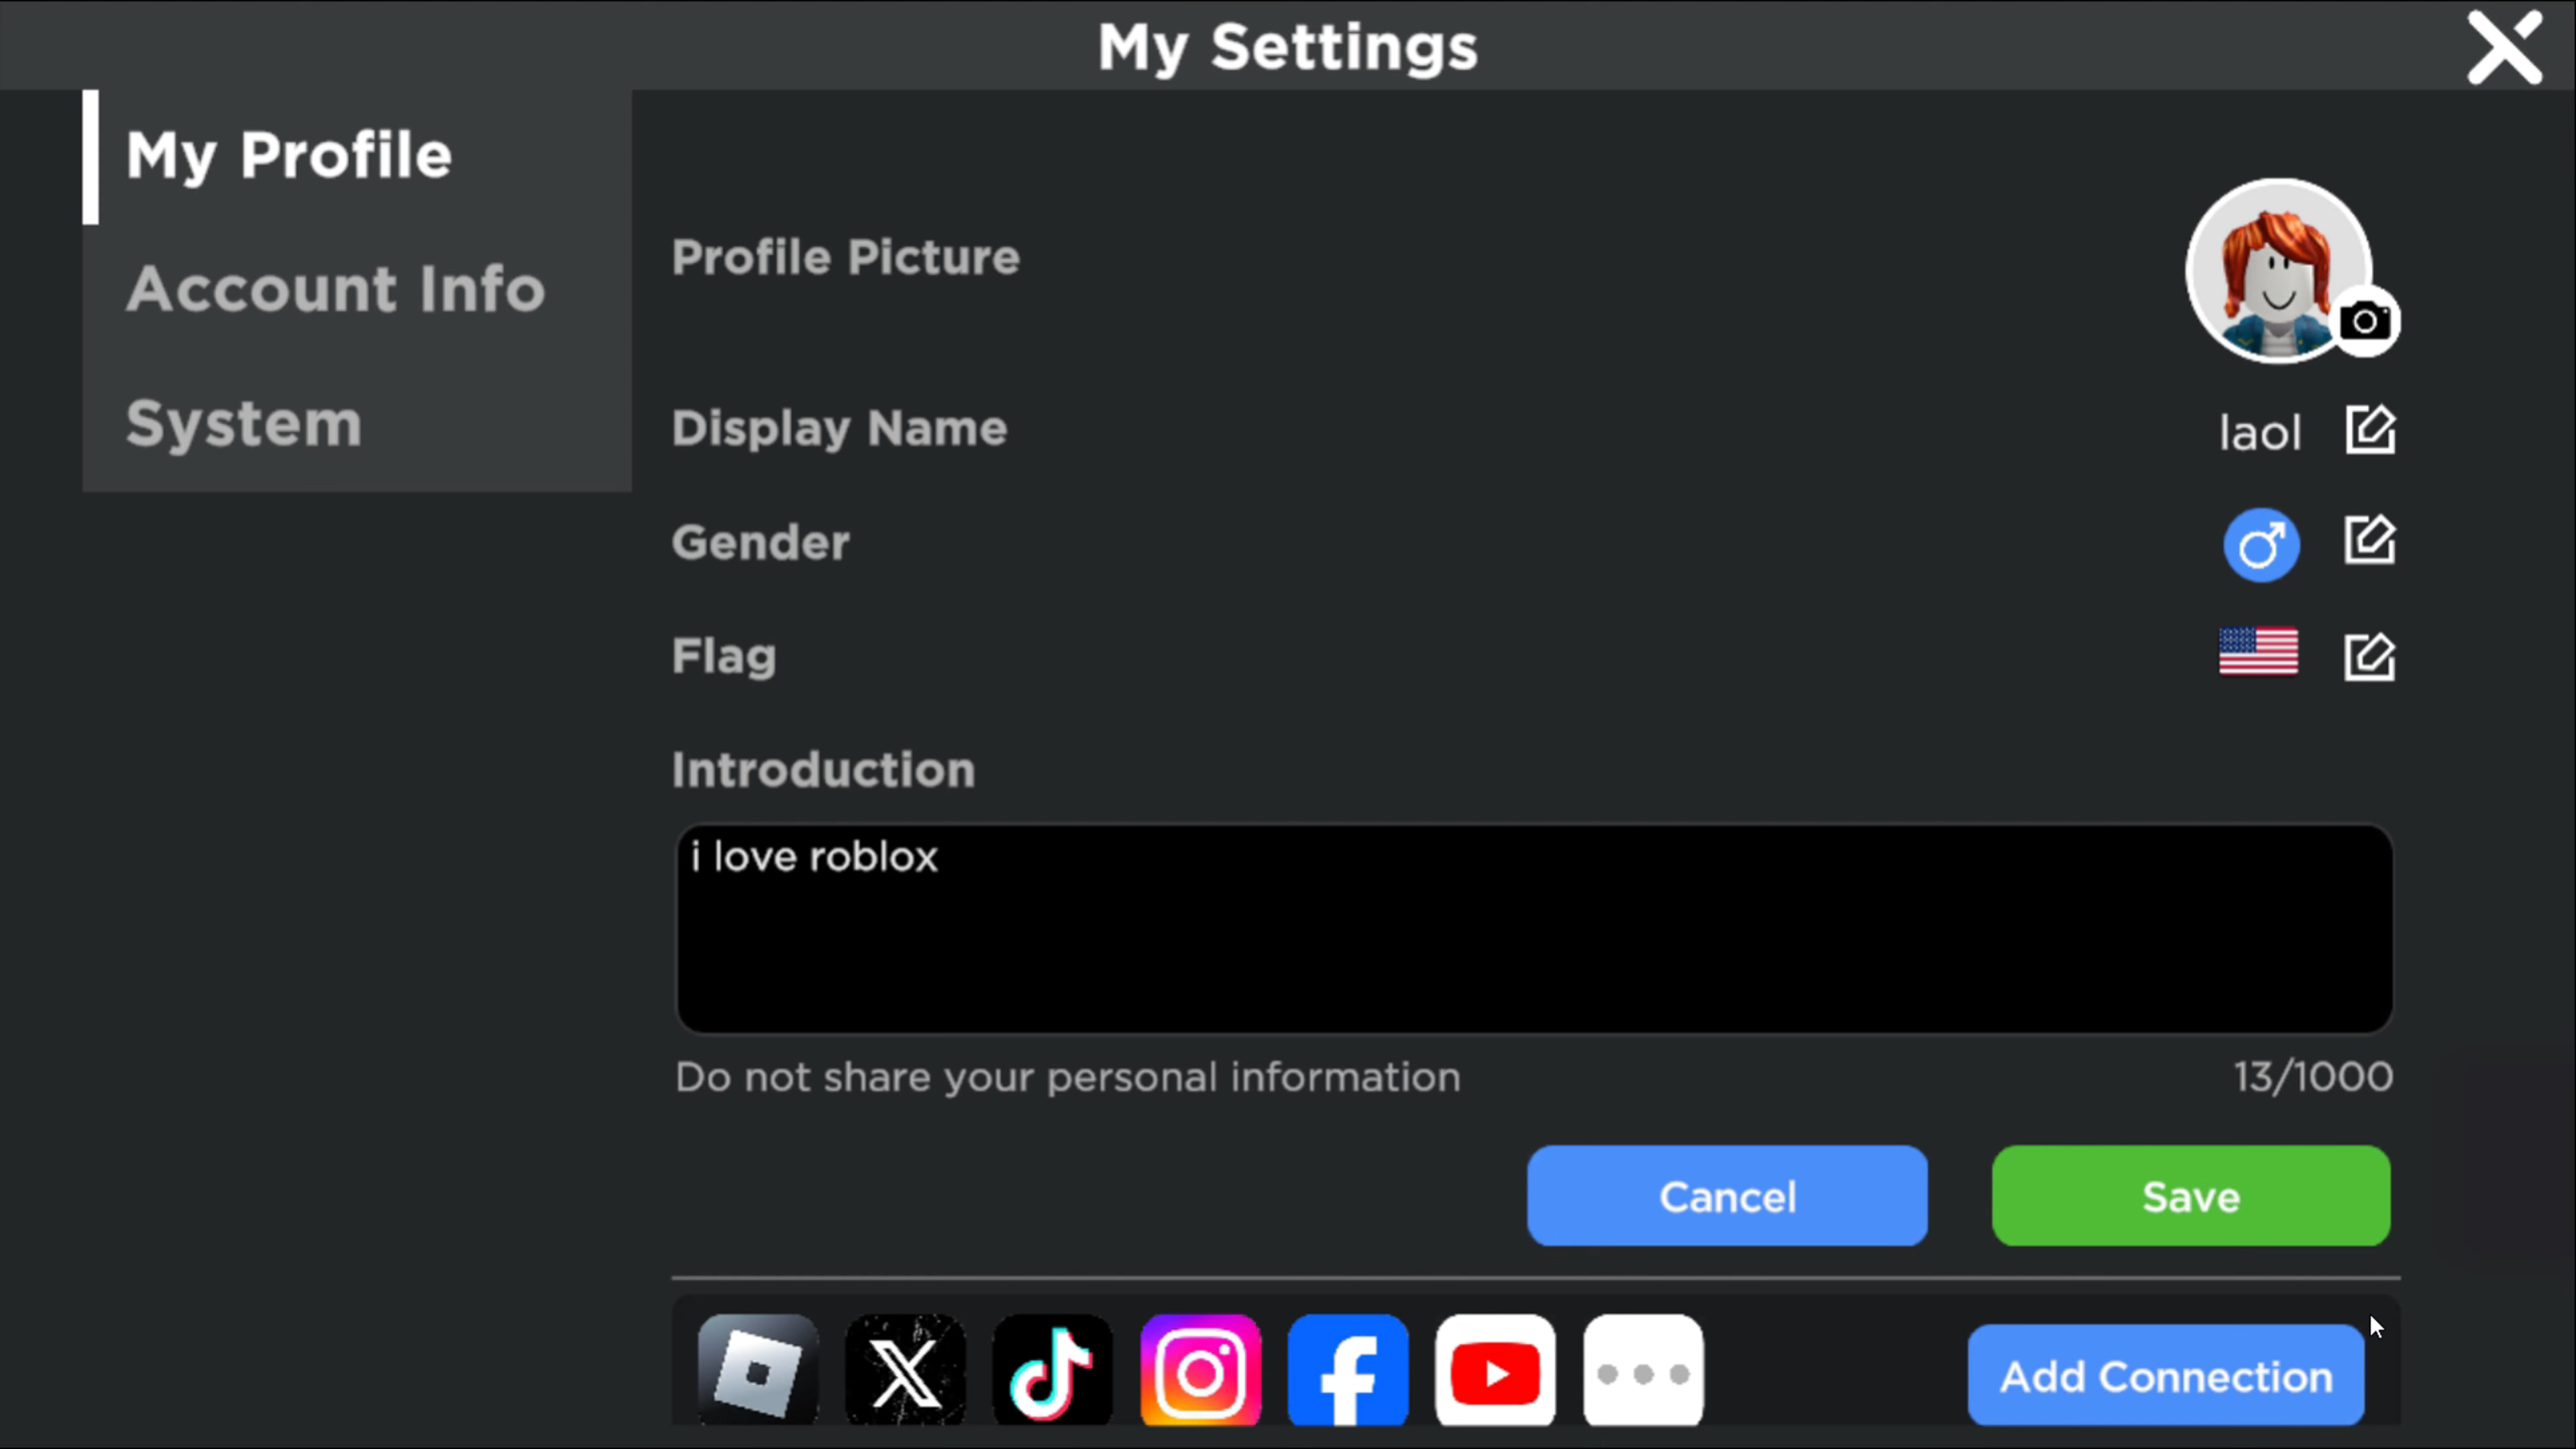 My Settings
My Profile
Account Info
System
Profile Picture
Display Name
laol
Gender
Flag
Introduction
i love roblox
Do not share your personal information
13/1000
Cancel
Save
Add Connection